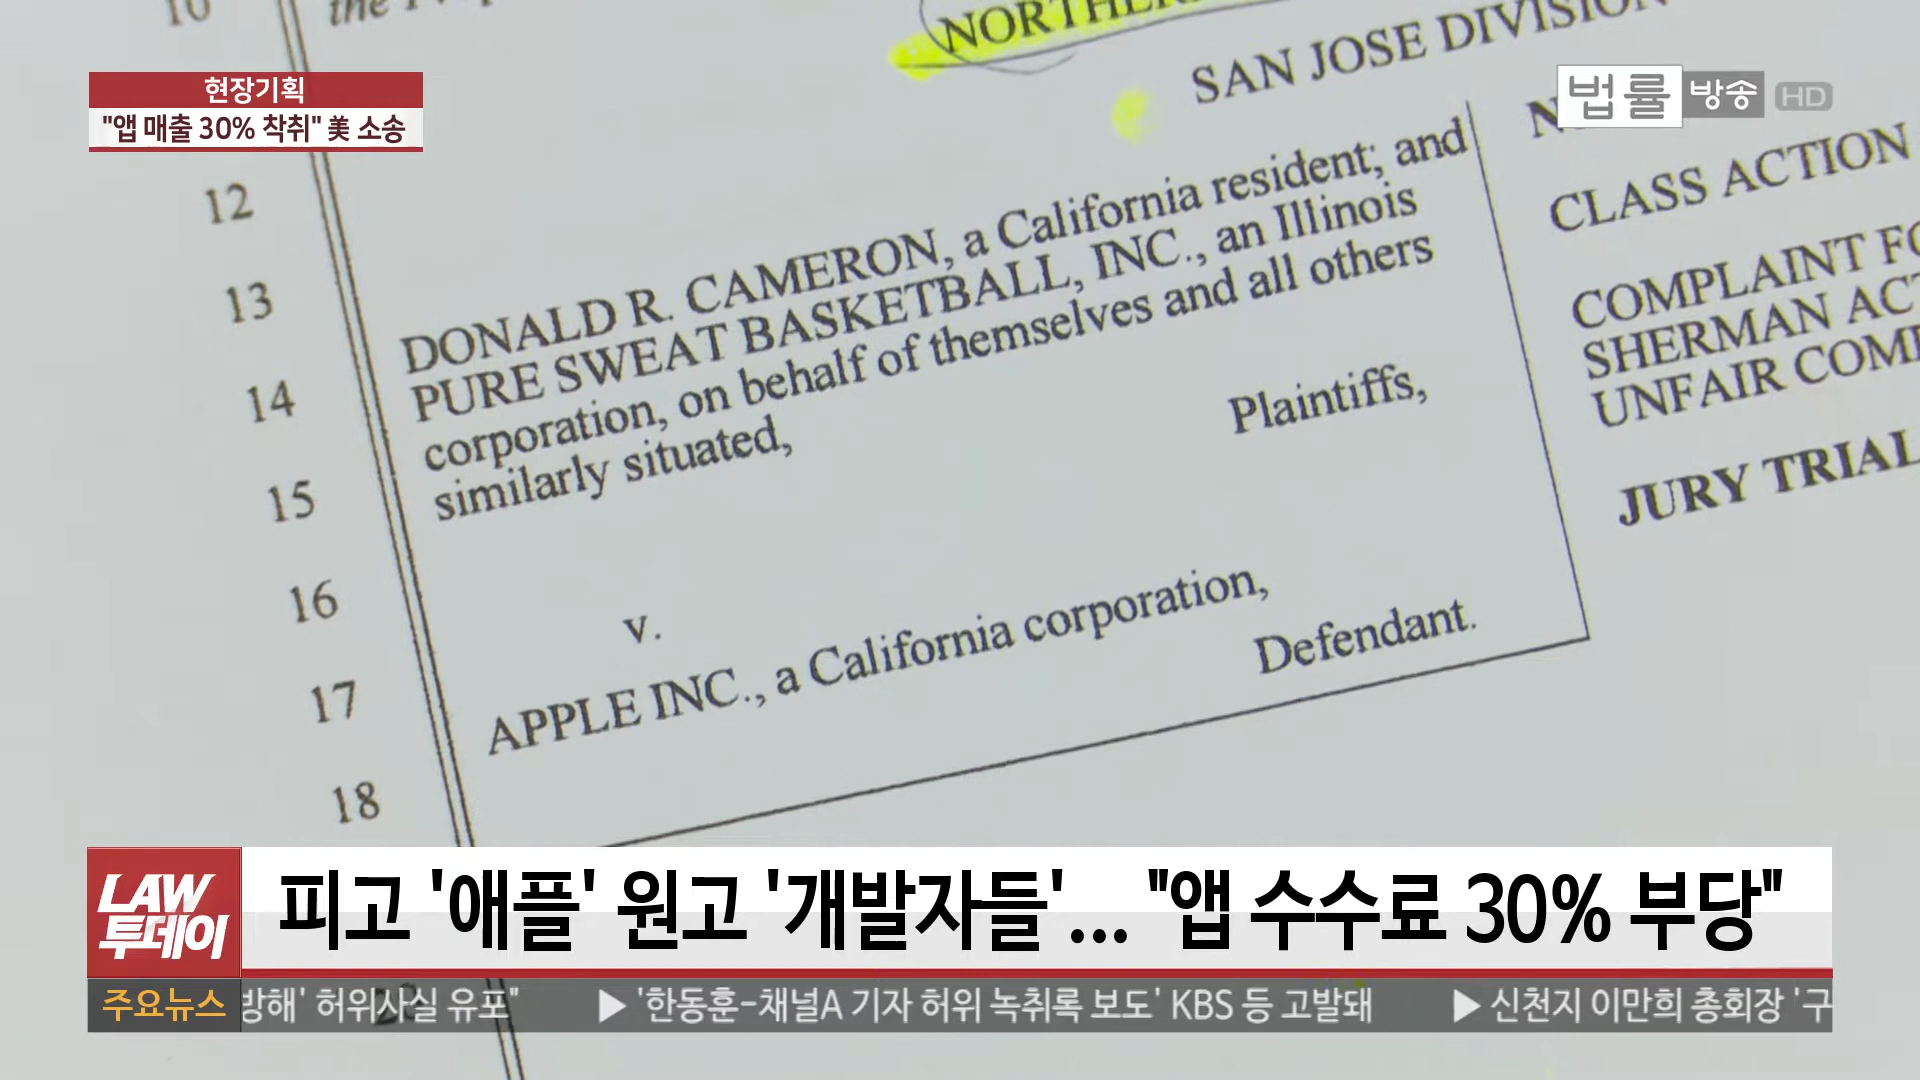 10
the
NORTHER
SAN JOSE DIVISION
현장기획
"앱 매출 30% 착취" 美 소송
법률방송 HD
12
13
14
15
16
17
18
DONALD R. CAMERON, a California resident; and
PURE SWEAT BASKETBALL, INC., an Illinois
corporation, on behalf of themselves and all others
similarly situated,
Plaintiffs,
v.
APPLE INC., a California corporation,
Defendant.
CLASS ACTION
COMPLAINT FO
SHERMAN ACT
UNFAIR COMP
JURY TRIAL
LAW
투데이
피고 '애플' 원고 '개발자들'... "앱 수수료 30% 부당"
주요뉴스 방해' 허위사실 유포" ▶ '한동훈-채널A 기자 허위 녹취록 보도' KBS 등 고발돼 ▶ 신천지 이만희 총회장 '구